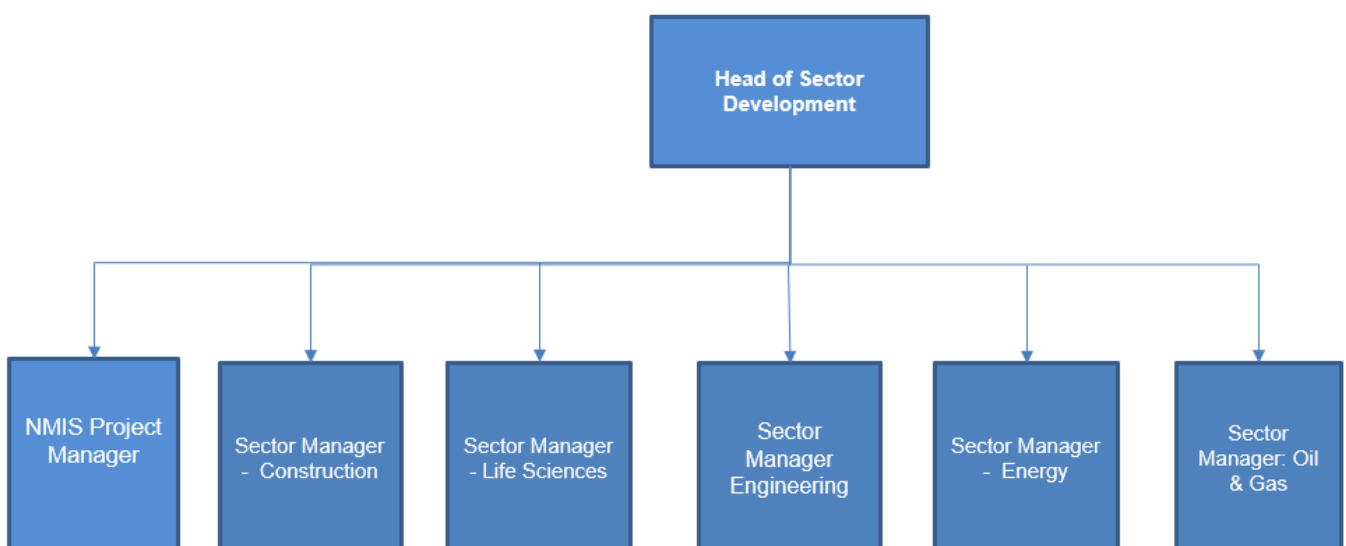 Head of Sector
Development
NMIS Project
Manager
Sector Manager
- Construction
Sector Manager
- Life Sciences
Sector
Manager
Engineering
Sector Manager
- Energy
Sector
Manager: Oil
& Gas